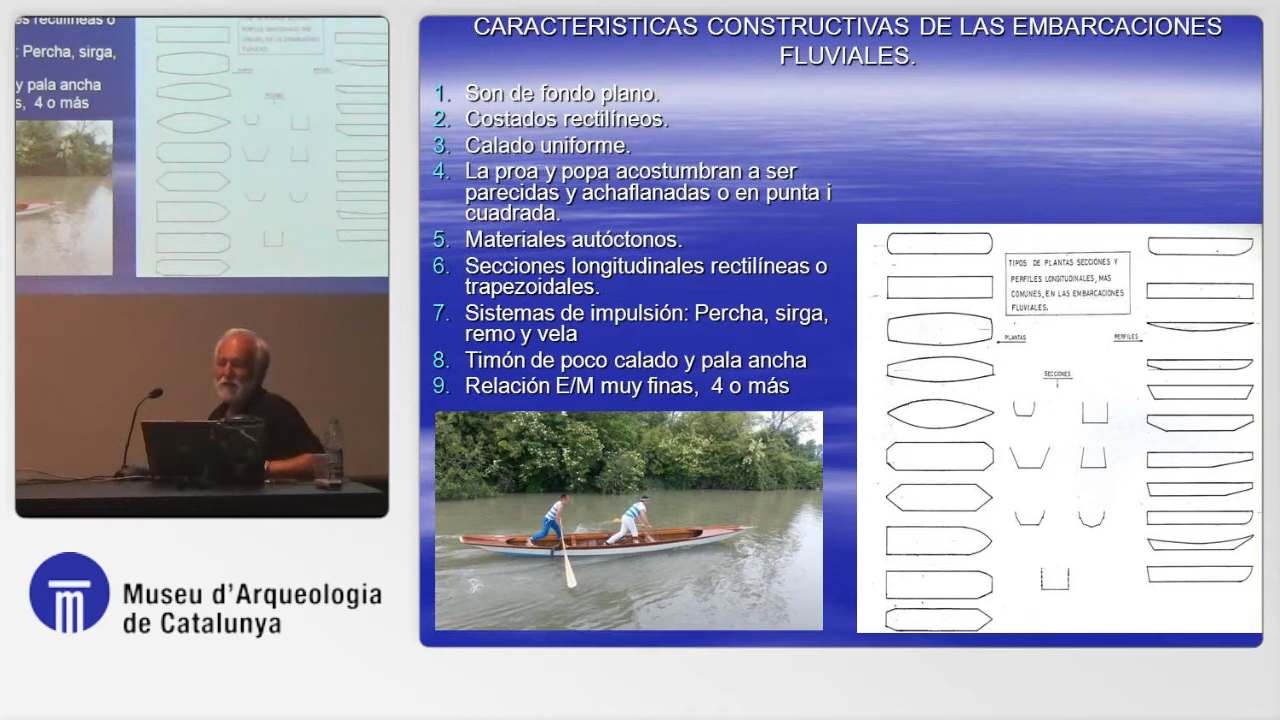 es rectilíneos o
: Percha, sirga,
y pala ancha
s, 4 o más
Museu d'Arqueologia
de Catalunya
CARACTERISTICAS CONSTRUCTIVAS DE LAS EMBARCACIONES
FLUVIALES.
1. Son de fondo plano.
2. Costados rectilíneos.
3. Calado uniforme.
4. La proa y popa acostumbran a ser
parecidas y achaflanadas o en punta i
cuadrada.
5. Materiales autóctonos.
6. Secciones longitudinales rectilíneas o
trapezoidales.
7. Sistemas de impulsión: Percha, sirga,
remo y vela
8. Timón de poco calado y pala ancha
9. Relación E/M muy finas, 4 o más
TIPOS DE PLANTAS SECCIONES Y
PERFILES LONGITUDINALES, MAS
COMUNES, EN LAS EMBARCACIONES
FLUVIALES.
PLANTAS
PERFILES
SECCIONES